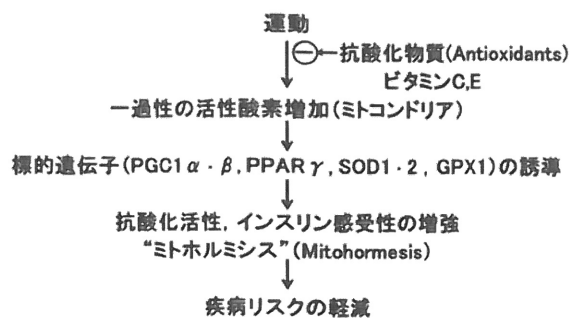 運動
⊖←抗酸化物質(Antioxidants)
ビタミンC,E
一過性の活性酸素増加(ミトコンドリア)
標的遺伝子(PGC1α・β,PPARγ,SOD1・2,GPX1)の誘導
抗酸化活性,インスリン感受性の増強
“ミトホルミシス”(Mitohormesis)
疾病リスクの軽減